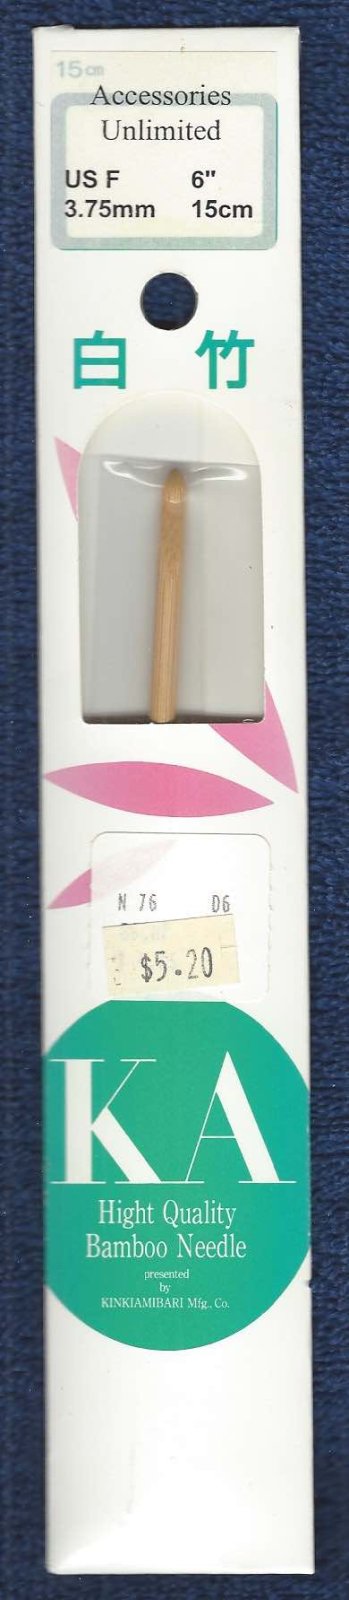 15cm
Accessories
Unlimited
US F 6"
3.75mm 15cm
白 竹
N 76 D6
$5.20
KA
Hight Quality
Bamboo Needle
presented
by
KINKIAMIBARI Mfg., Co.